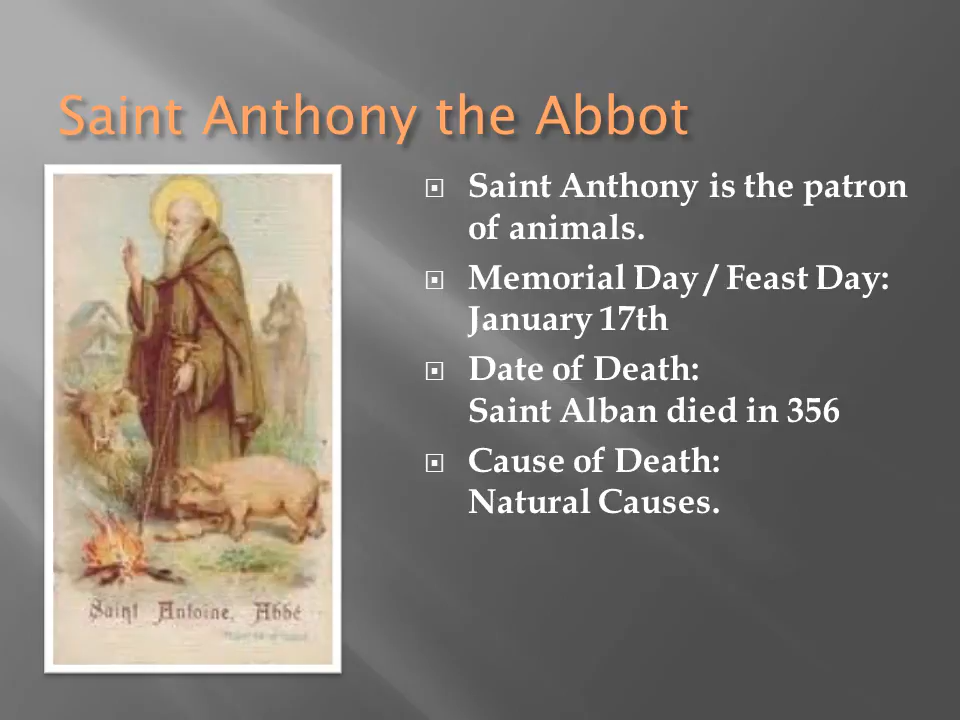 Saint Anthony the Abbot
Saint Anthony is the patron
of animals.
Memorial Day / Feast Day:
January 17th
Date of Death:
Saint Alban died in 356
Cause of Death:
Natural Causes.
Saint Antoine, Abbé